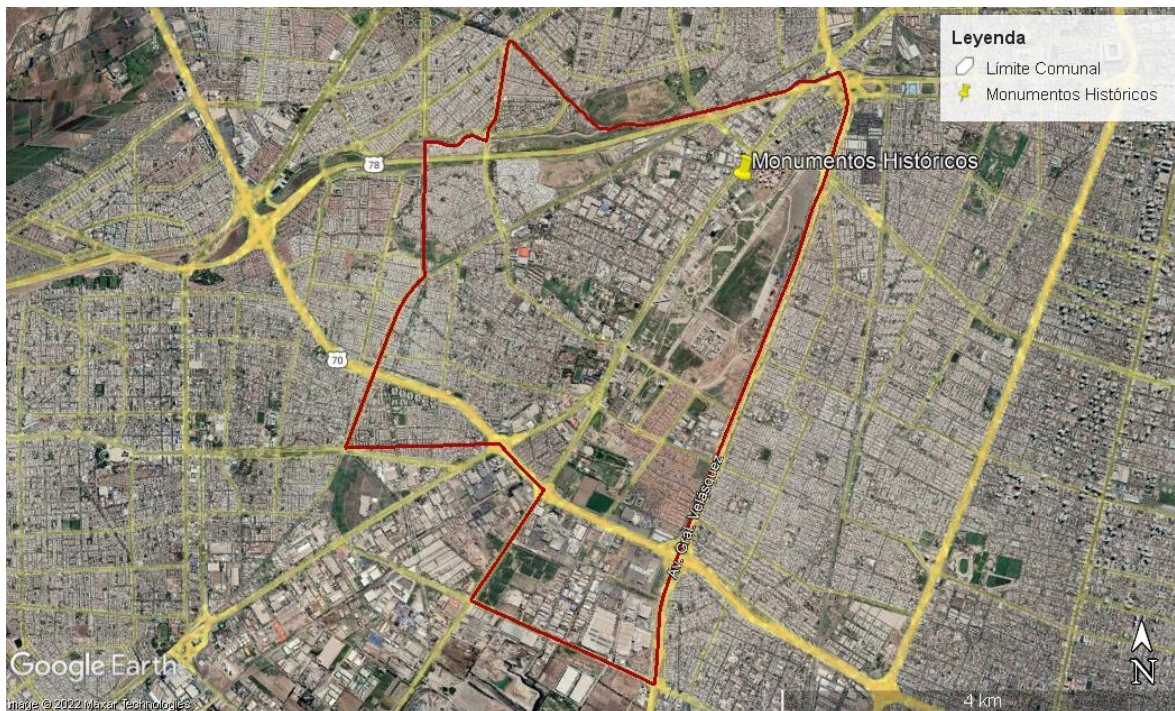 Leyenda
Límite Comunal
Monumentos Históricos
78
Monumentos Históricos
70
Av. Gral. Velásquez
Google Earth
N
Image © 2022 Maxar Technologies
4 km